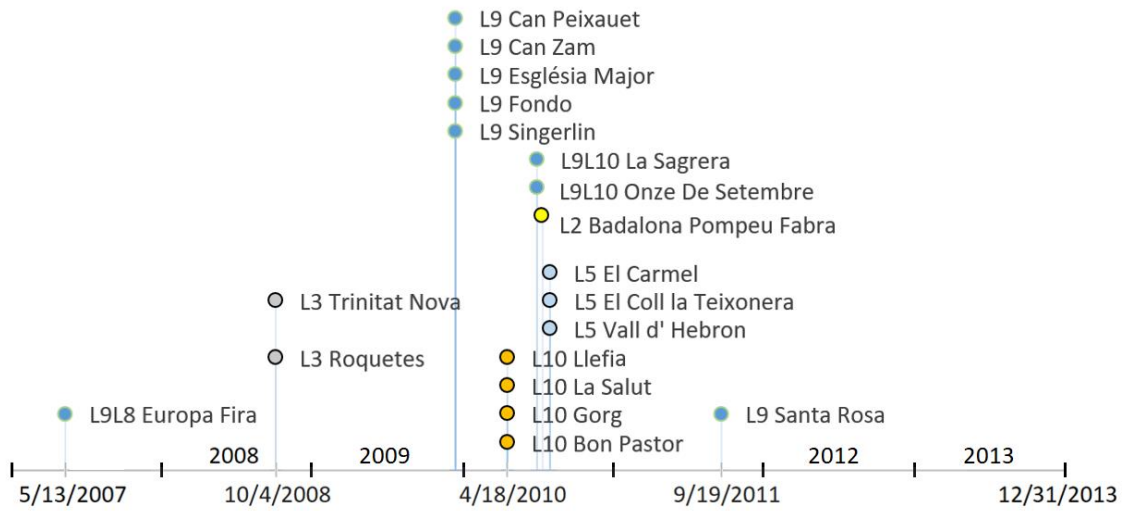 L9 Can Peixauet
L9 Can Zam
L9 Església Major
L9 Fondo
L9 Singerlin
L9L10 La Sagrera
L9L10 Onze De Setembre
L2 Badalona Pompeu Fabra
L5 El Carmel
L3 Trinitat Nova
L5 El Coll la Teixonera
L5 Vall d' Hebron
L3 Roquetes
L10 Llefia
L10 La Salut
L9L8 Europa Fira
L10 Gorg
L9 Santa Rosa
L10 Bon Pastor
2008 2009 2012 2013
5/13/2007 10/4/2008 4/18/2010 9/19/2011 12/31/2013